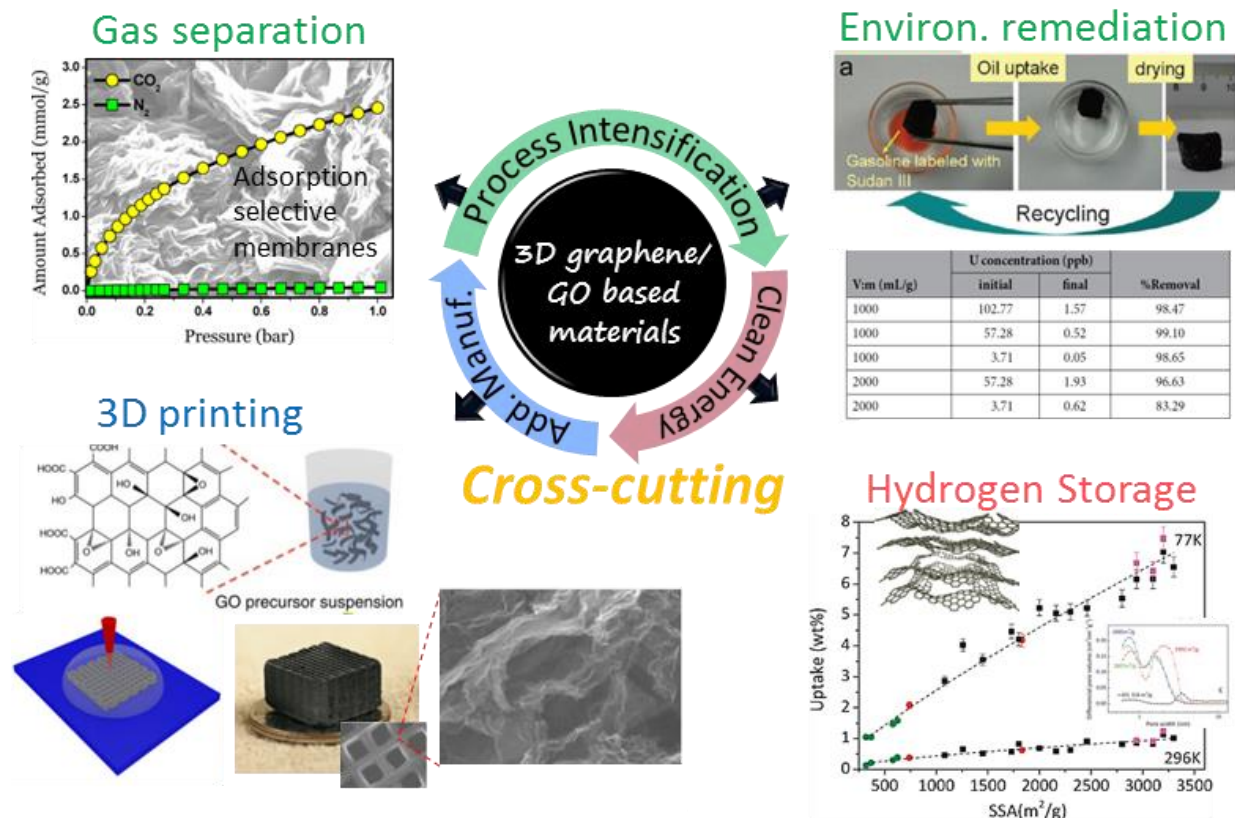 Gas separation
3.0
2.5
2.0
1.5
1.0
0.5
0.0
Amount Adsorbed (mmol/g)
CO2
N2
Adsorption
selective
membranes
0.0 0.2 0.4 0.6 0.8 1.0
Pressure (bar)
Process Intensification
Clean Energy
Add. Manuf.
3D graphene/
GO based
materials
Cross-cutting
Environ. remediation
a
Oil uptake
drying
Gasoline labeled with
Sudan III
Recycling
U concentration (ppb)
V:m (mL/g) initial final %Removal
1000 102.77 1.57 98.47
1000 57.28 0.52 99.10
1000 3.71 0.05 98.65
2000 57.28 1.93 96.63
2000 3.71 0.62 83.29
3D printing
COOH
HOOC
HOOC
HO
HO
O
OH
O
OH
O
OH
HOOC
GO precursor suspension
Hydrogen Storage
8
7
6
5
4
3
2
1
0
Uptake (wt%)
77K
296K
500 1000 1500 2000 2500 3000 3500
SSA(m²/g)